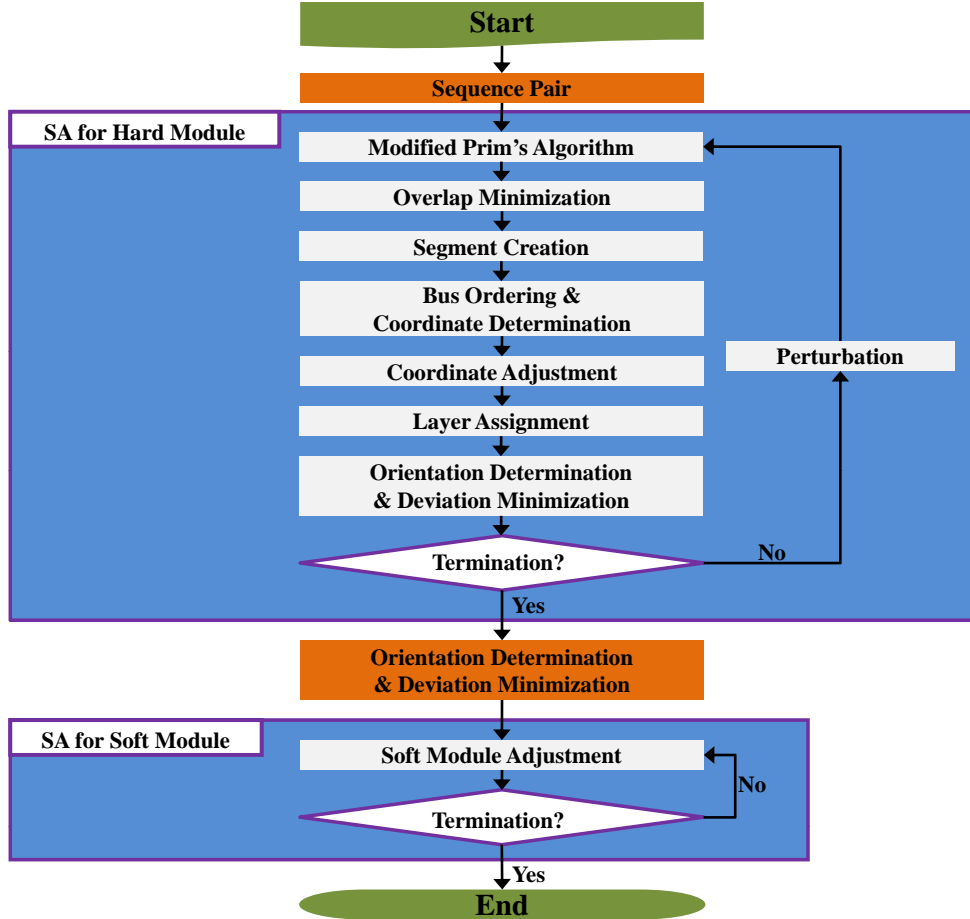 Start
Sequence Pair
SA for Hard Module
Modified Prim's Algorithm
Overlap Minimization
Segment Creation
Bus Ordering &
Coordinate Determination
Perturbation
Coordinate Adjustment
Layer Assignment
Orientation Determination
& Deviation Minimization
Termination?
No
Yes
Orientation Determination
& Deviation Minimization
SA for Soft Module
Soft Module Adjustment
No
Termination?
Yes
End